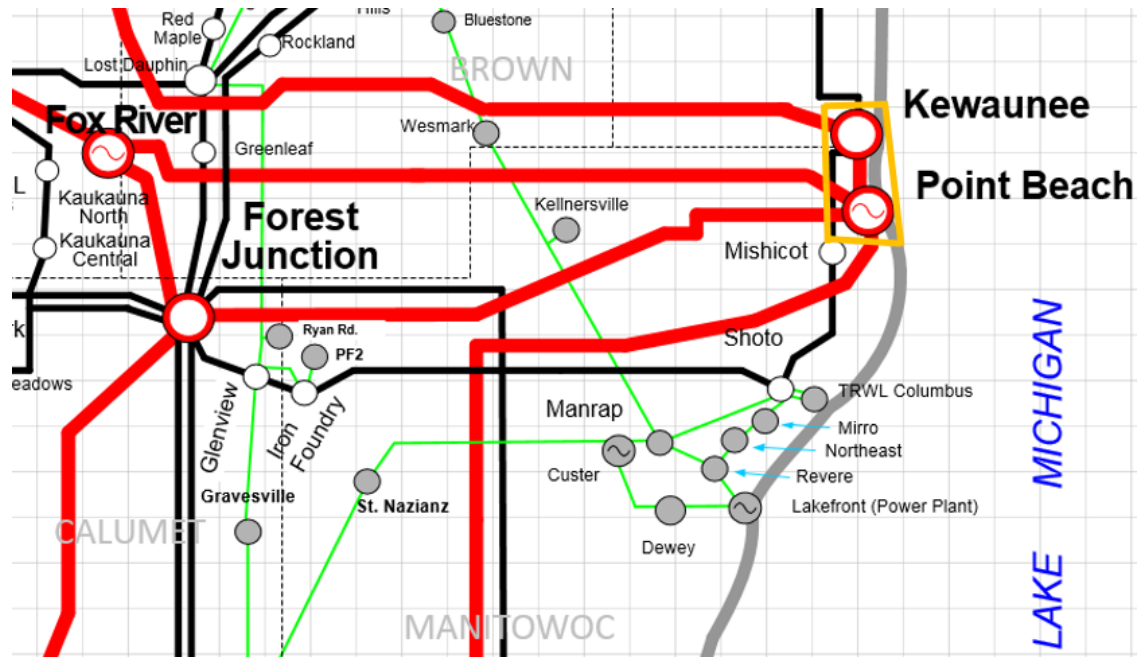 Hills
Bluestone
Red
Maple
Rockland
Lost Dauphin
BROWN
Kewaunee
Fox River
Wesmark
Greenleaf
Point Beach
L
Kaukauna
North
Kellnersville
Forest
Junction
Kaukauna
Central
Mishicot
rk
Ryan Rd.
PF2
Shoto
eadows
TRWL Columbus
Glenview
Iron
Foundry
Manrap
Mirro
Northeast
Custer
Revere
Gravesville
St. Nazianz
Lakefront (Power Plant)
CALUMET
Dewey
MANITOWOC
LAKE MICHIGAN